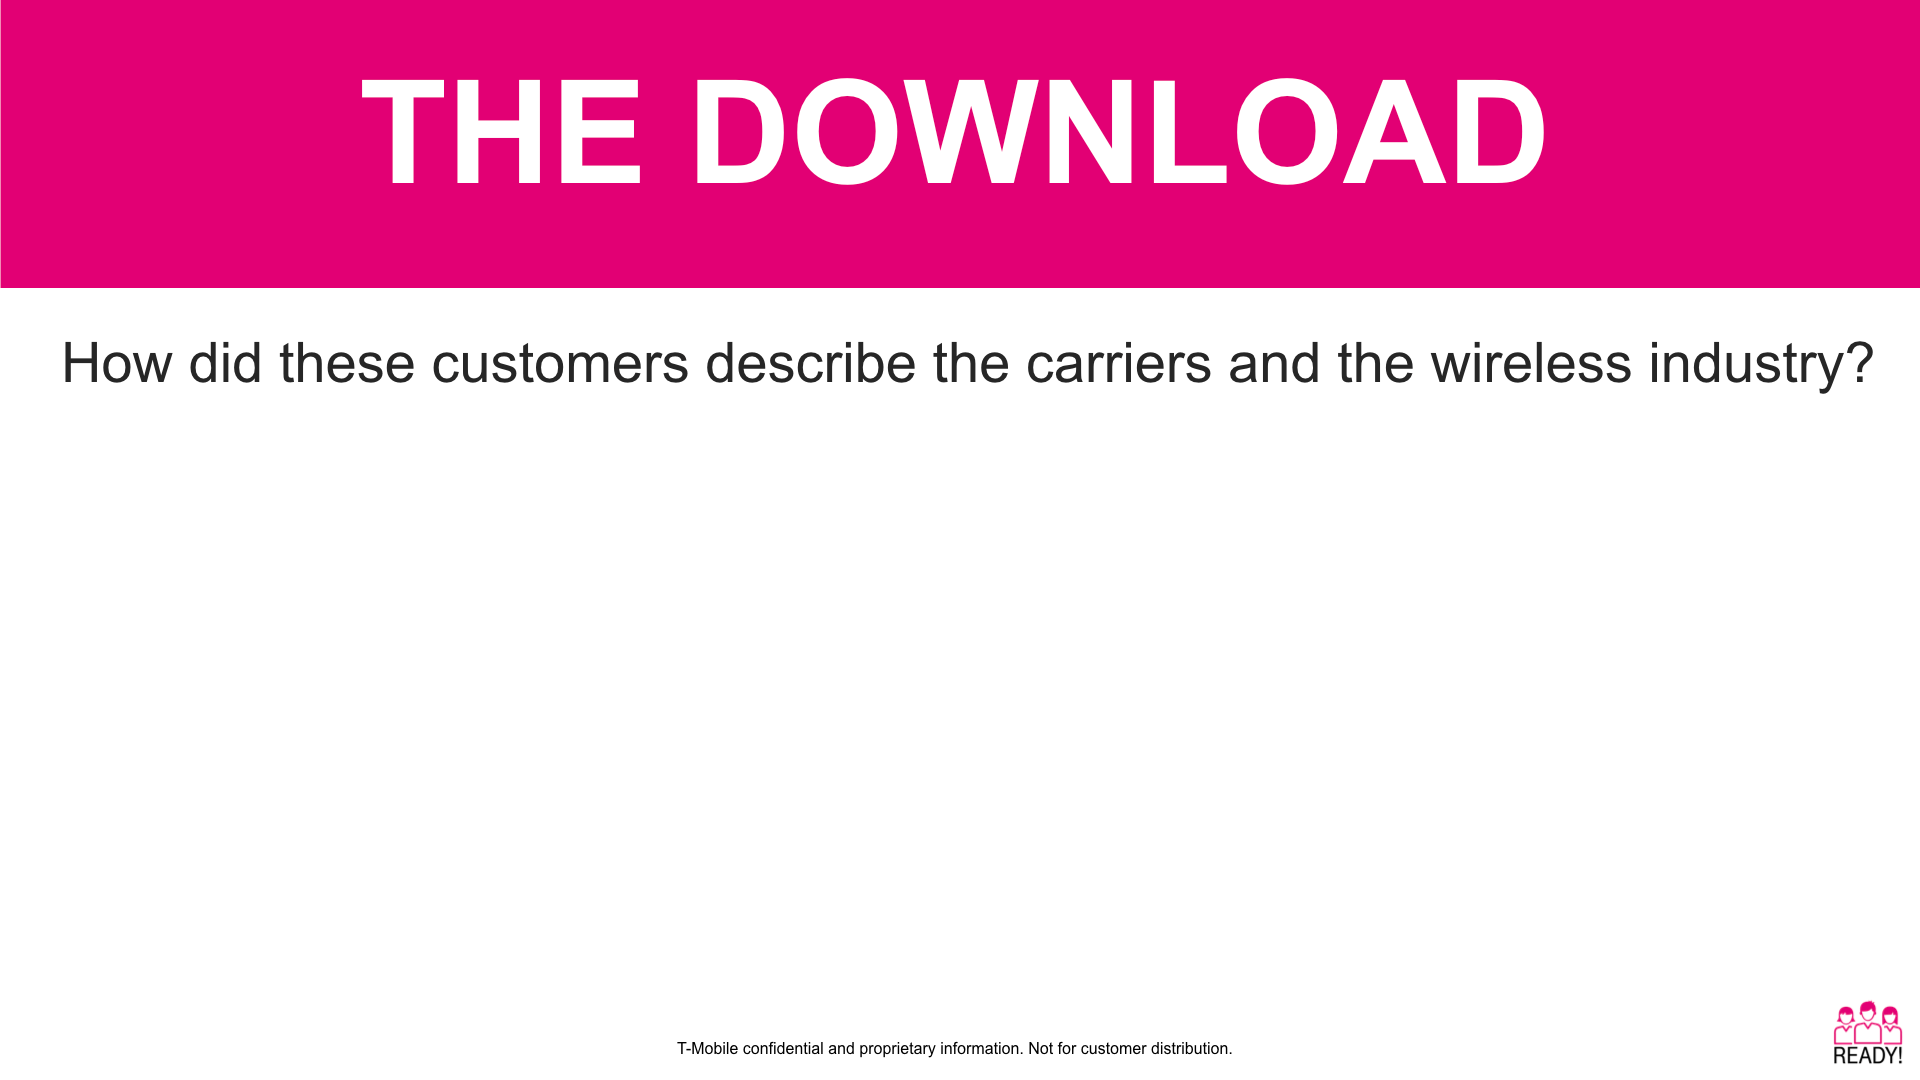 THE DOWNLOAD
How did these customers describe the carriers and the wireless industry?
T-Mobile confidential and proprietary information. Not for customer distribution.
READY!